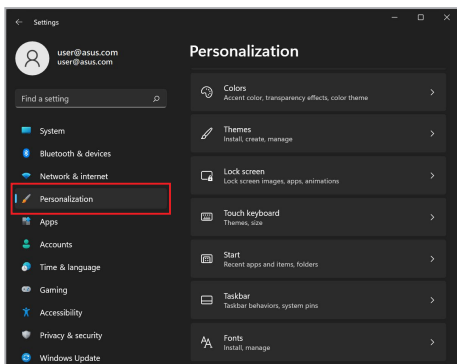 Settings
user@asus.com
user@asus.com
Find a setting
System
Bluetooth & devices
Network & internet
Personalization
Apps
Accounts
Time & language
Gaming
Accessibility
Privacy & security
Windows Update
Personalization
Colors
Accent color, transparency effects, color theme
Themes
Install, create, manage
Lock screen
Lock screen images, apps, animations
Touch keyboard
Themes, size
Start
Recent apps and items, folders
Taskbar
Taskbar behaviors, system pins
Fonts
Install, manage